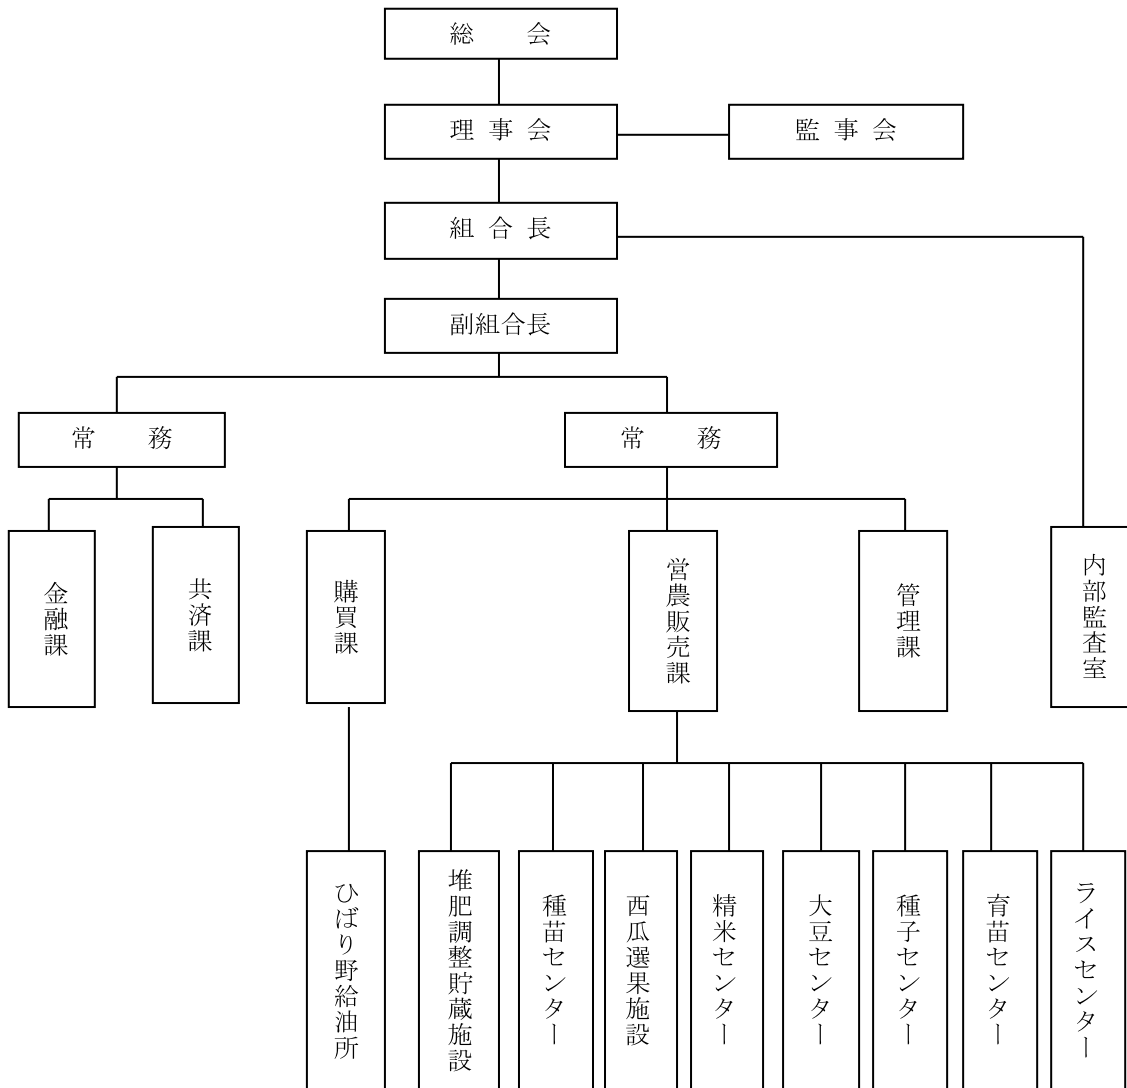 総　会
理 事 会
監 事 会
組 合 長
副組合長
常　務
常　務
金融課
共済課
購買課
営農販売課
管理課
内部監査室
ひばり野給油所
堆肥調整貯蔵施設
種苗センター
西瓜選果施設
精米センター
大豆センター
種子センター
育苗センター
ライスセンター